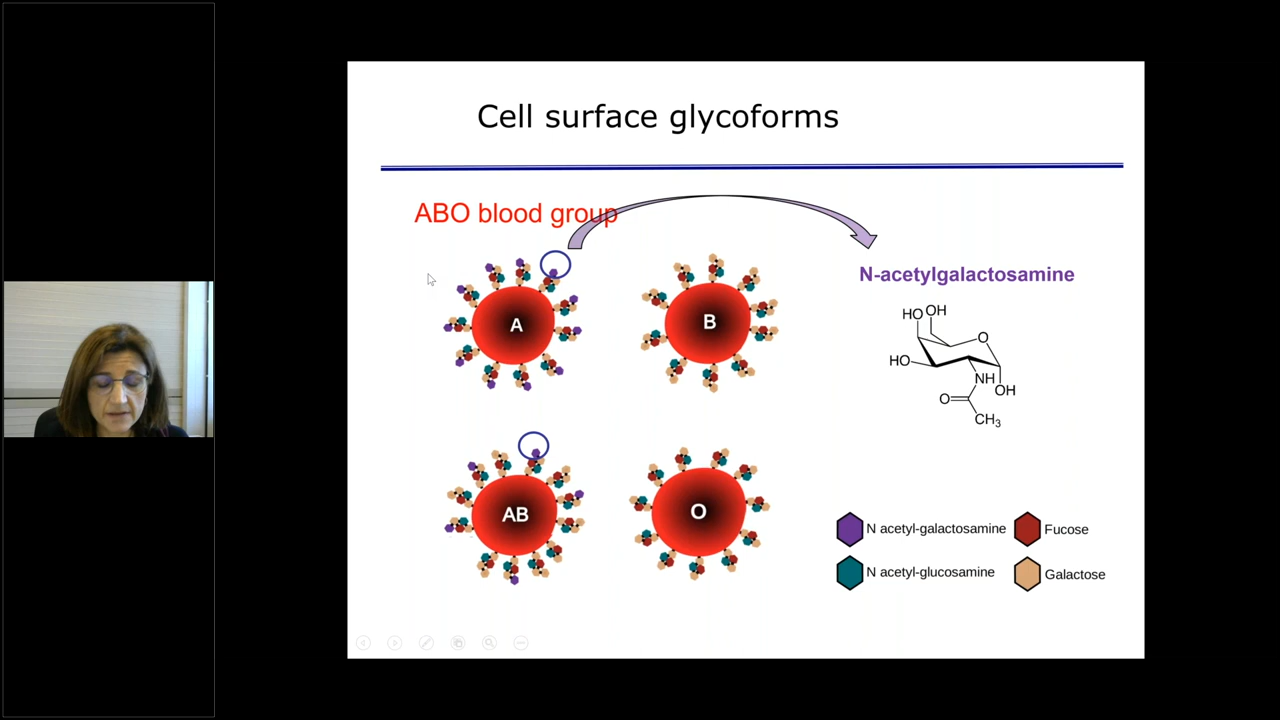 Cell surface glycoforms
ABO blood group
N-acetylgalactosamine
A
B
HO
OH
O
HO
NH
OH
O
CH3
AB
O
N acetyl-galactosamine
Fucose
N acetyl-glucosamine
Galactose